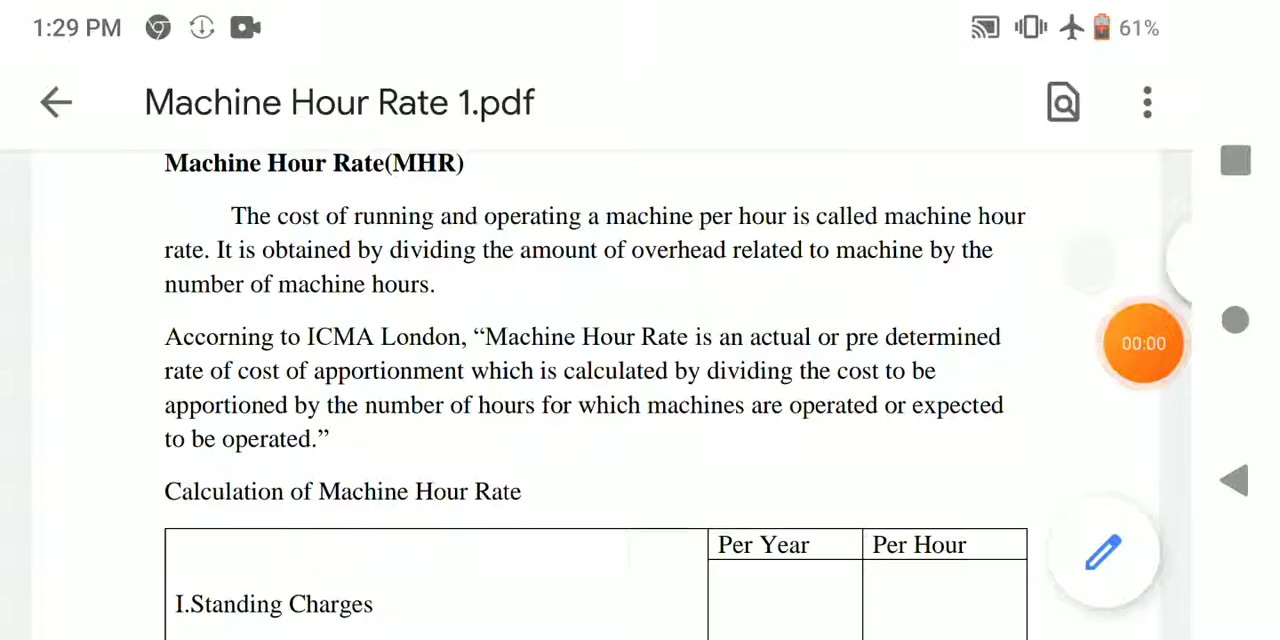 1:29 PM
61%
Machine Hour Rate 1.pdf
Machine Hour Rate(MHR)
The cost of running and operating a machine per hour is called machine hour
rate. It is obtained by dividing the amount of overhead related to machine by the
number of machine hours.
Accorning to ICMA London, “Machine Hour Rate is an actual or pre determined
rate of cost of apportionment which is calculated by dividing the cost to be
apportioned by the number of hours for which machines are operated or expected
to be operated.”
00:00
Calculation of Machine Hour Rate
Per Year
Per Hour
I.Standing Charges